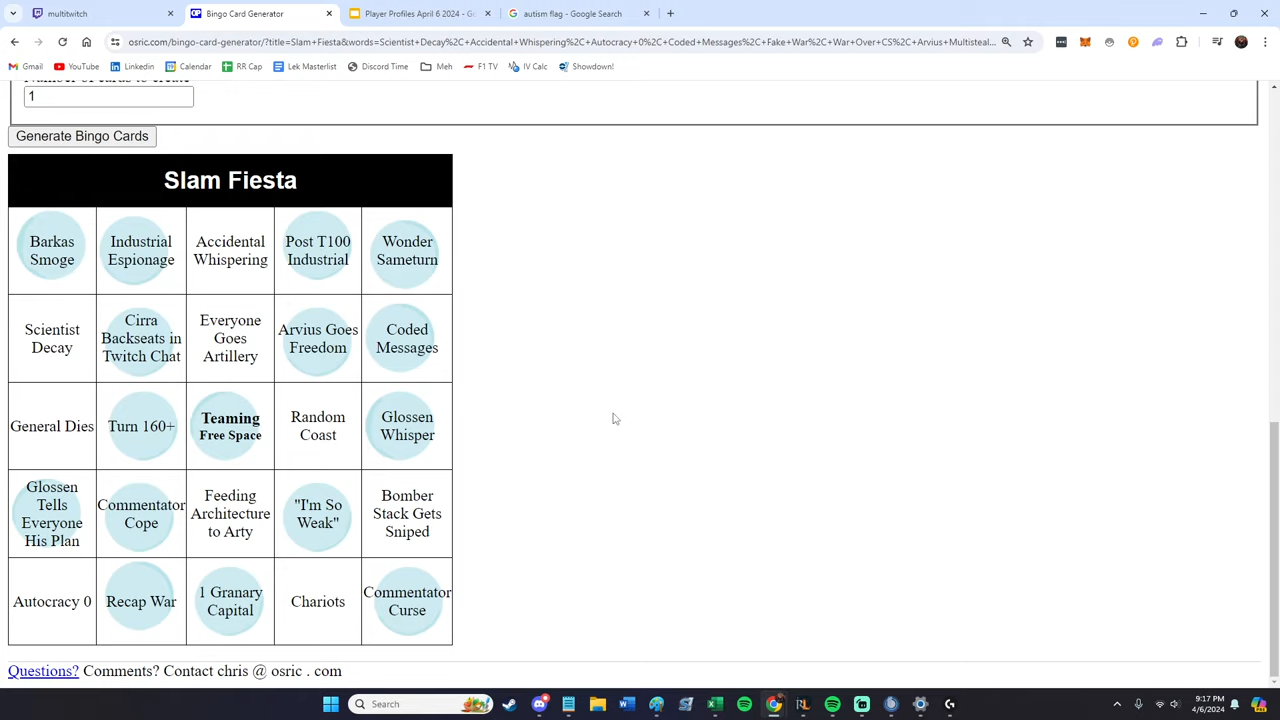 multitwitch
Bingo Card Generator
Player Profiles April 6 2024 - Go
autism flag - Google Search
osric.com/bingo-card-generator/?title=Slam+Fiesta&words=Scientist+Decay%2C+Accidental+Whispering%2C+Autocracy+0%2C+Coded+Messages%2C+Fake+War%2C+War+Over+CS%2C+Arvius+Multisteal...
Gmail
YouTube
Linkedin
Calendar
RR Cap
Lek Masterlist
Discord Time
Meh
F1 TV
IV Calc
Showdown!
Number of cards to create
1
Generate Bingo Cards
Slam Fiesta
Barkas
Smoge
Industrial
Espionage
Accidental
Whispering
Post T100
Industrial
Wonder
Sameturn
Scientist
Decay
Cirra
Backseats in
Twitch Chat
Everyone
Goes
Artillery
Arvius Goes
Freedom
Coded
Messages
General Dies
Turn 160+
Teaming
Free Space
Random
Coast
Glossen
Whisper
Glossen
Tells
Everyone
His Plan
Commentator
Cope
Feeding
Architecture
to Arty
"I'm So
Weak"
Bomber
Stack Gets
Sniped
Autocracy 0
Recap War
1 Granary
Capital
Chariots
Commentator
Curse
Questions? Comments? Contact chris @ osric . com
Search
9:17 PM
4/6/2024